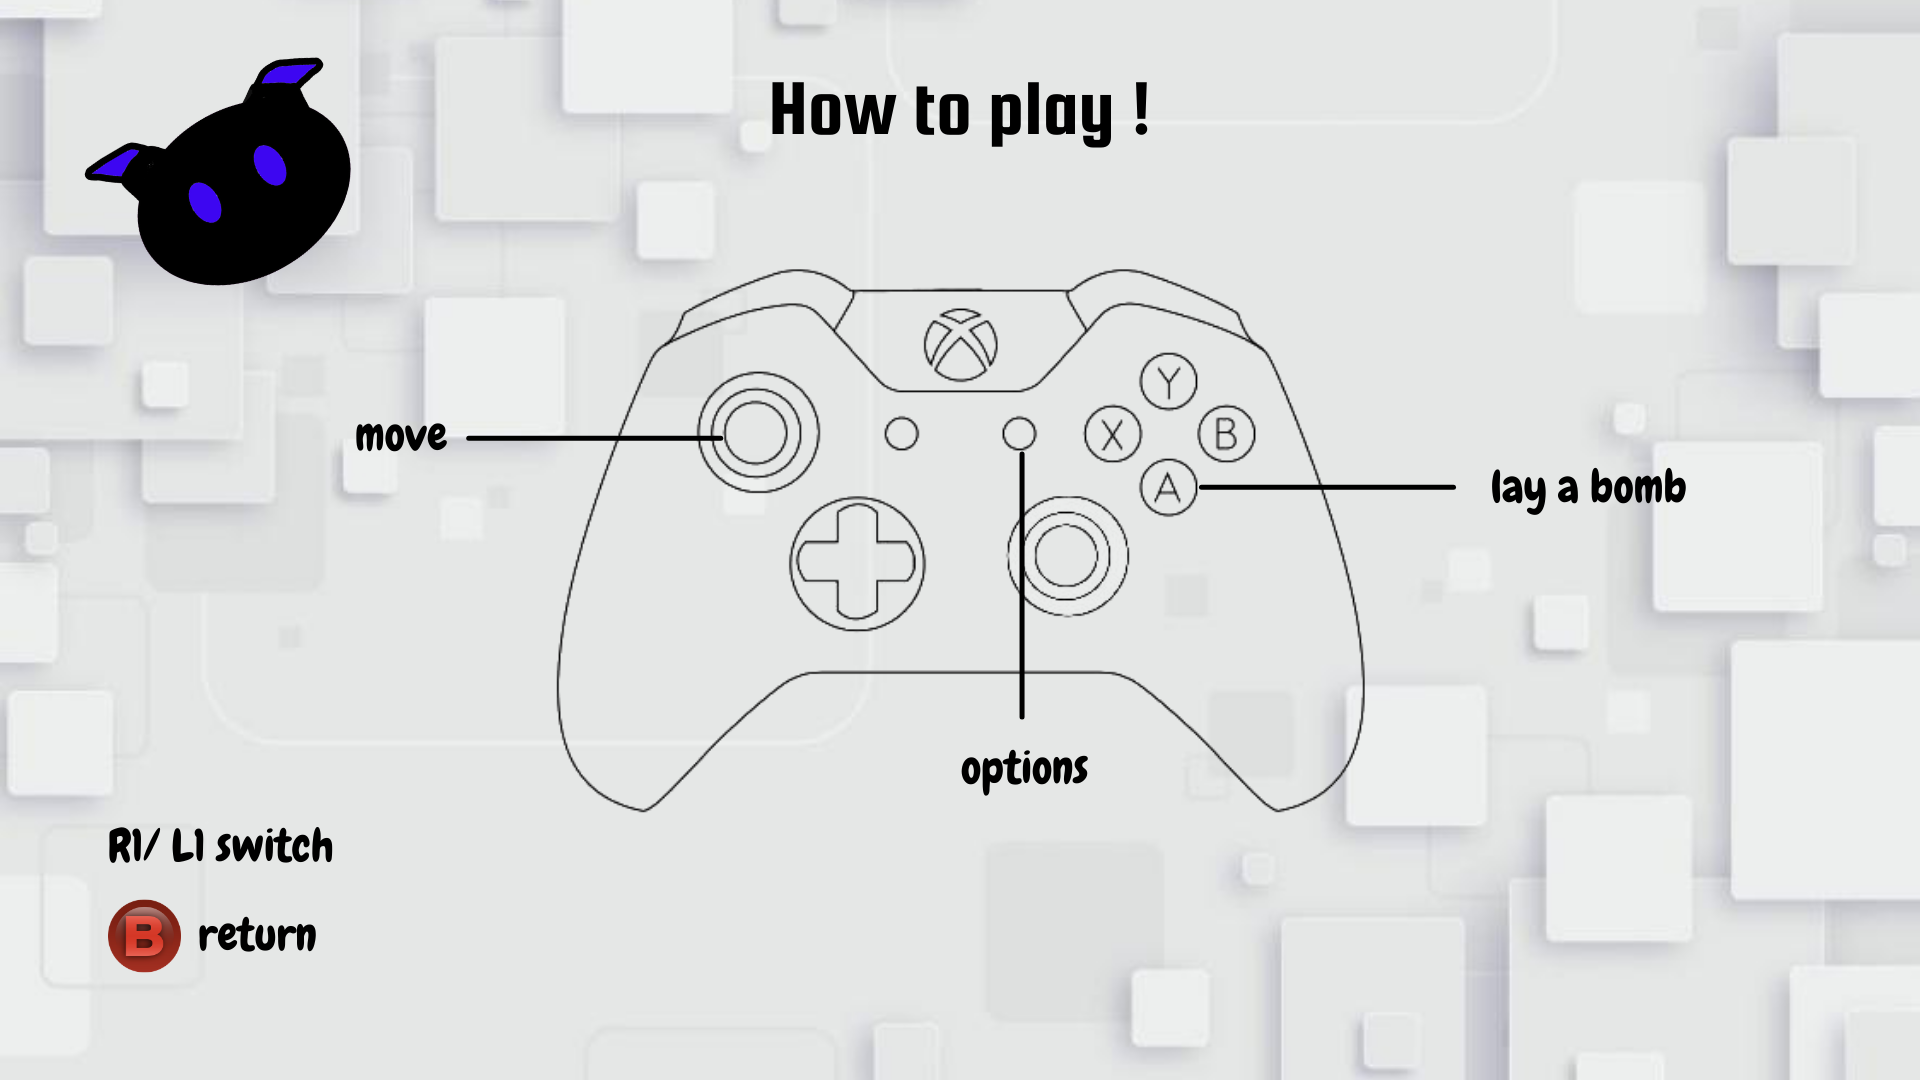 How to play !
Y
X
B
A
move
lay a bomb
options
R1/ L1 switch
B return